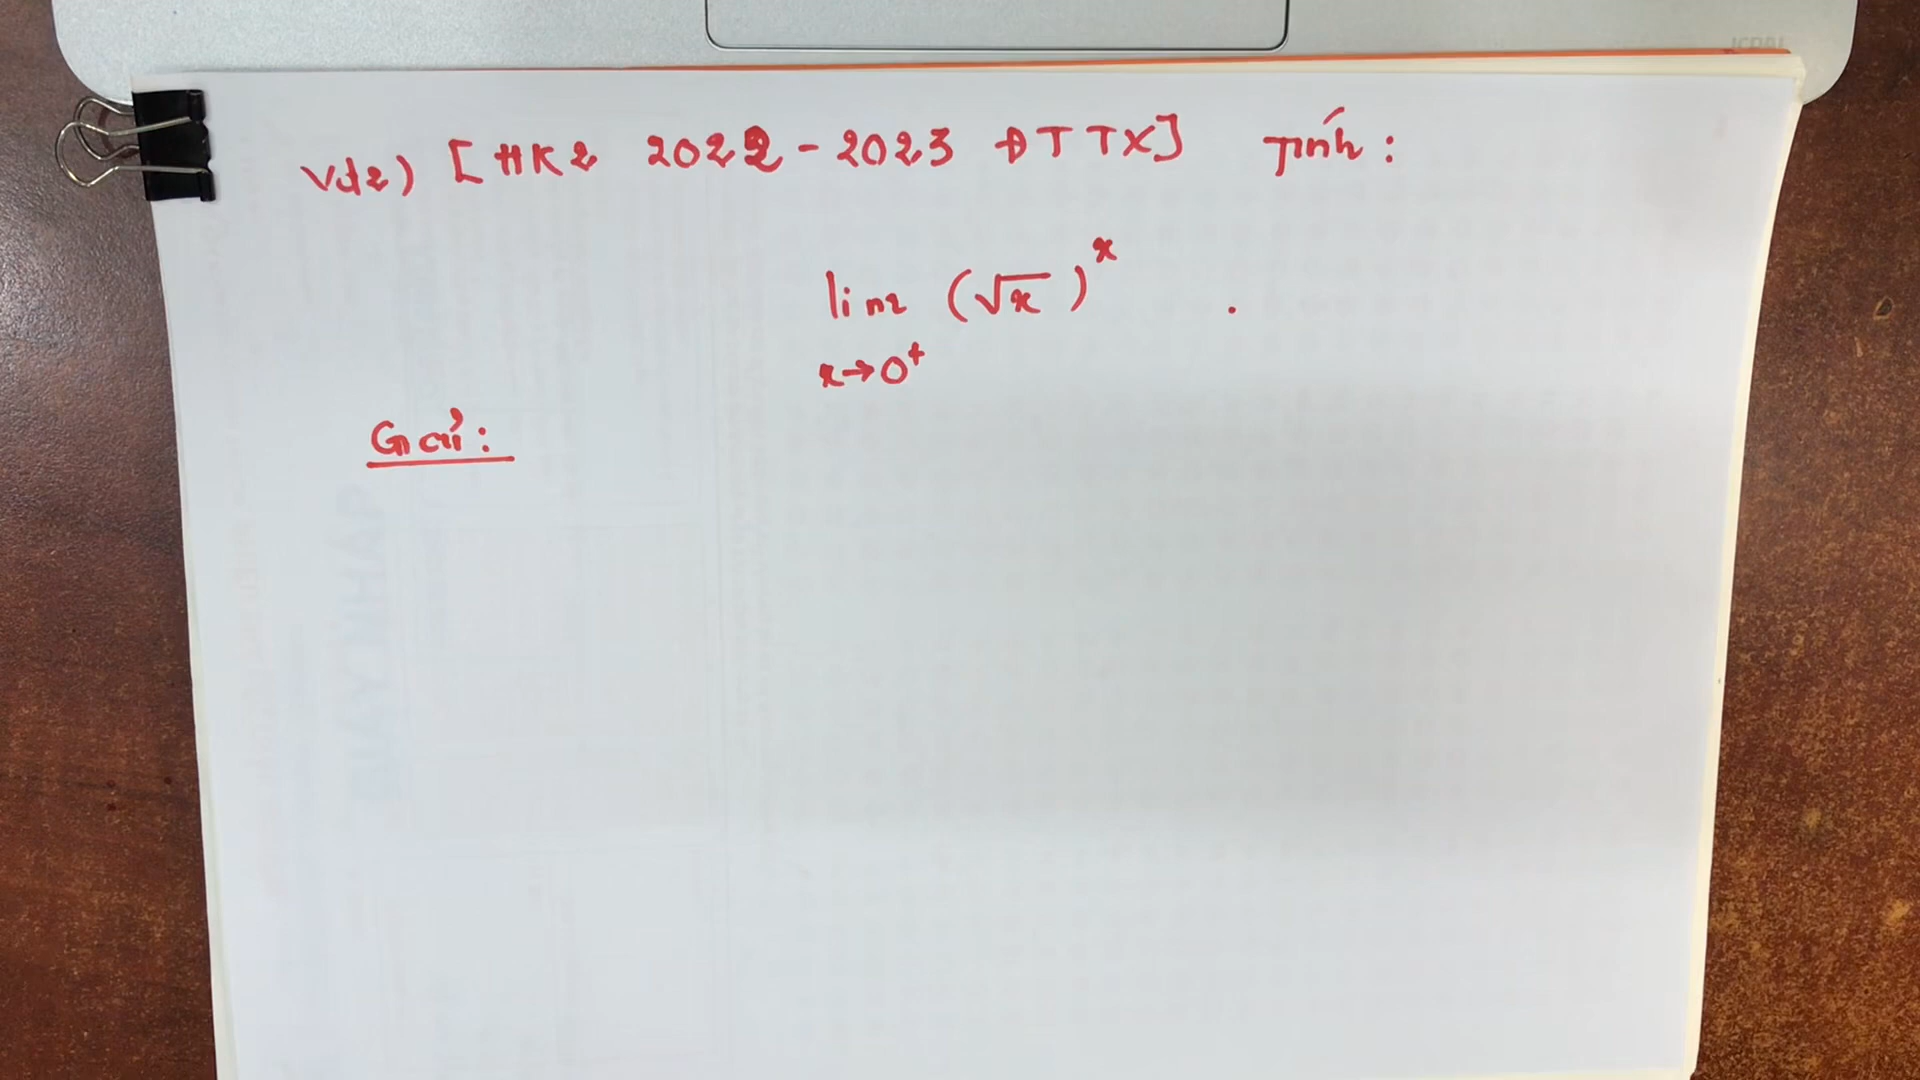 Vd2) [HK2 2022-2023 ĐTTX] Tính:
lim (√x)^x .
x→0⁺
Giải: